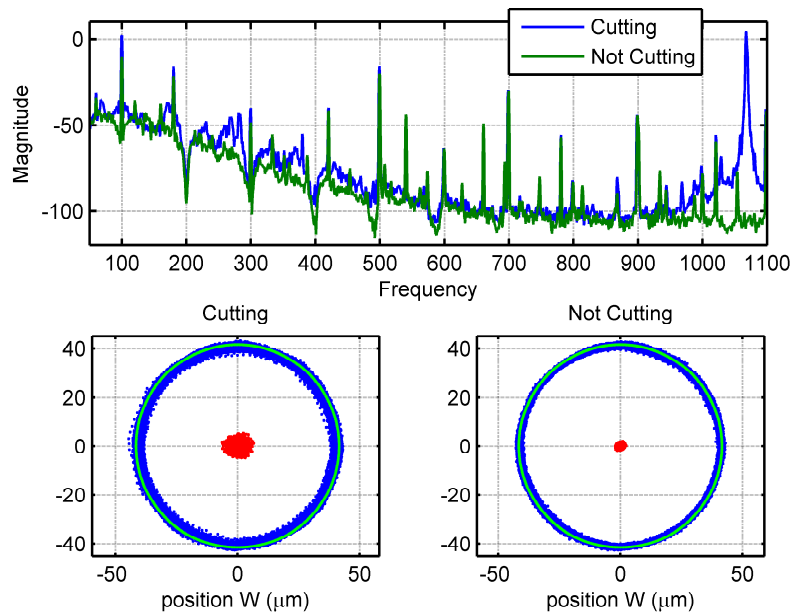 Cutting
Not Cutting
Magnitude
0
-50
-100
100 200 300 400 500 600 700 800 900 1000 1100
Frequency
Cutting
Not Cutting
40
20
0
-20
-40
-50 0 50
position W (μm)
40
20
0
-20
-40
-50 0 50
position W (μm)